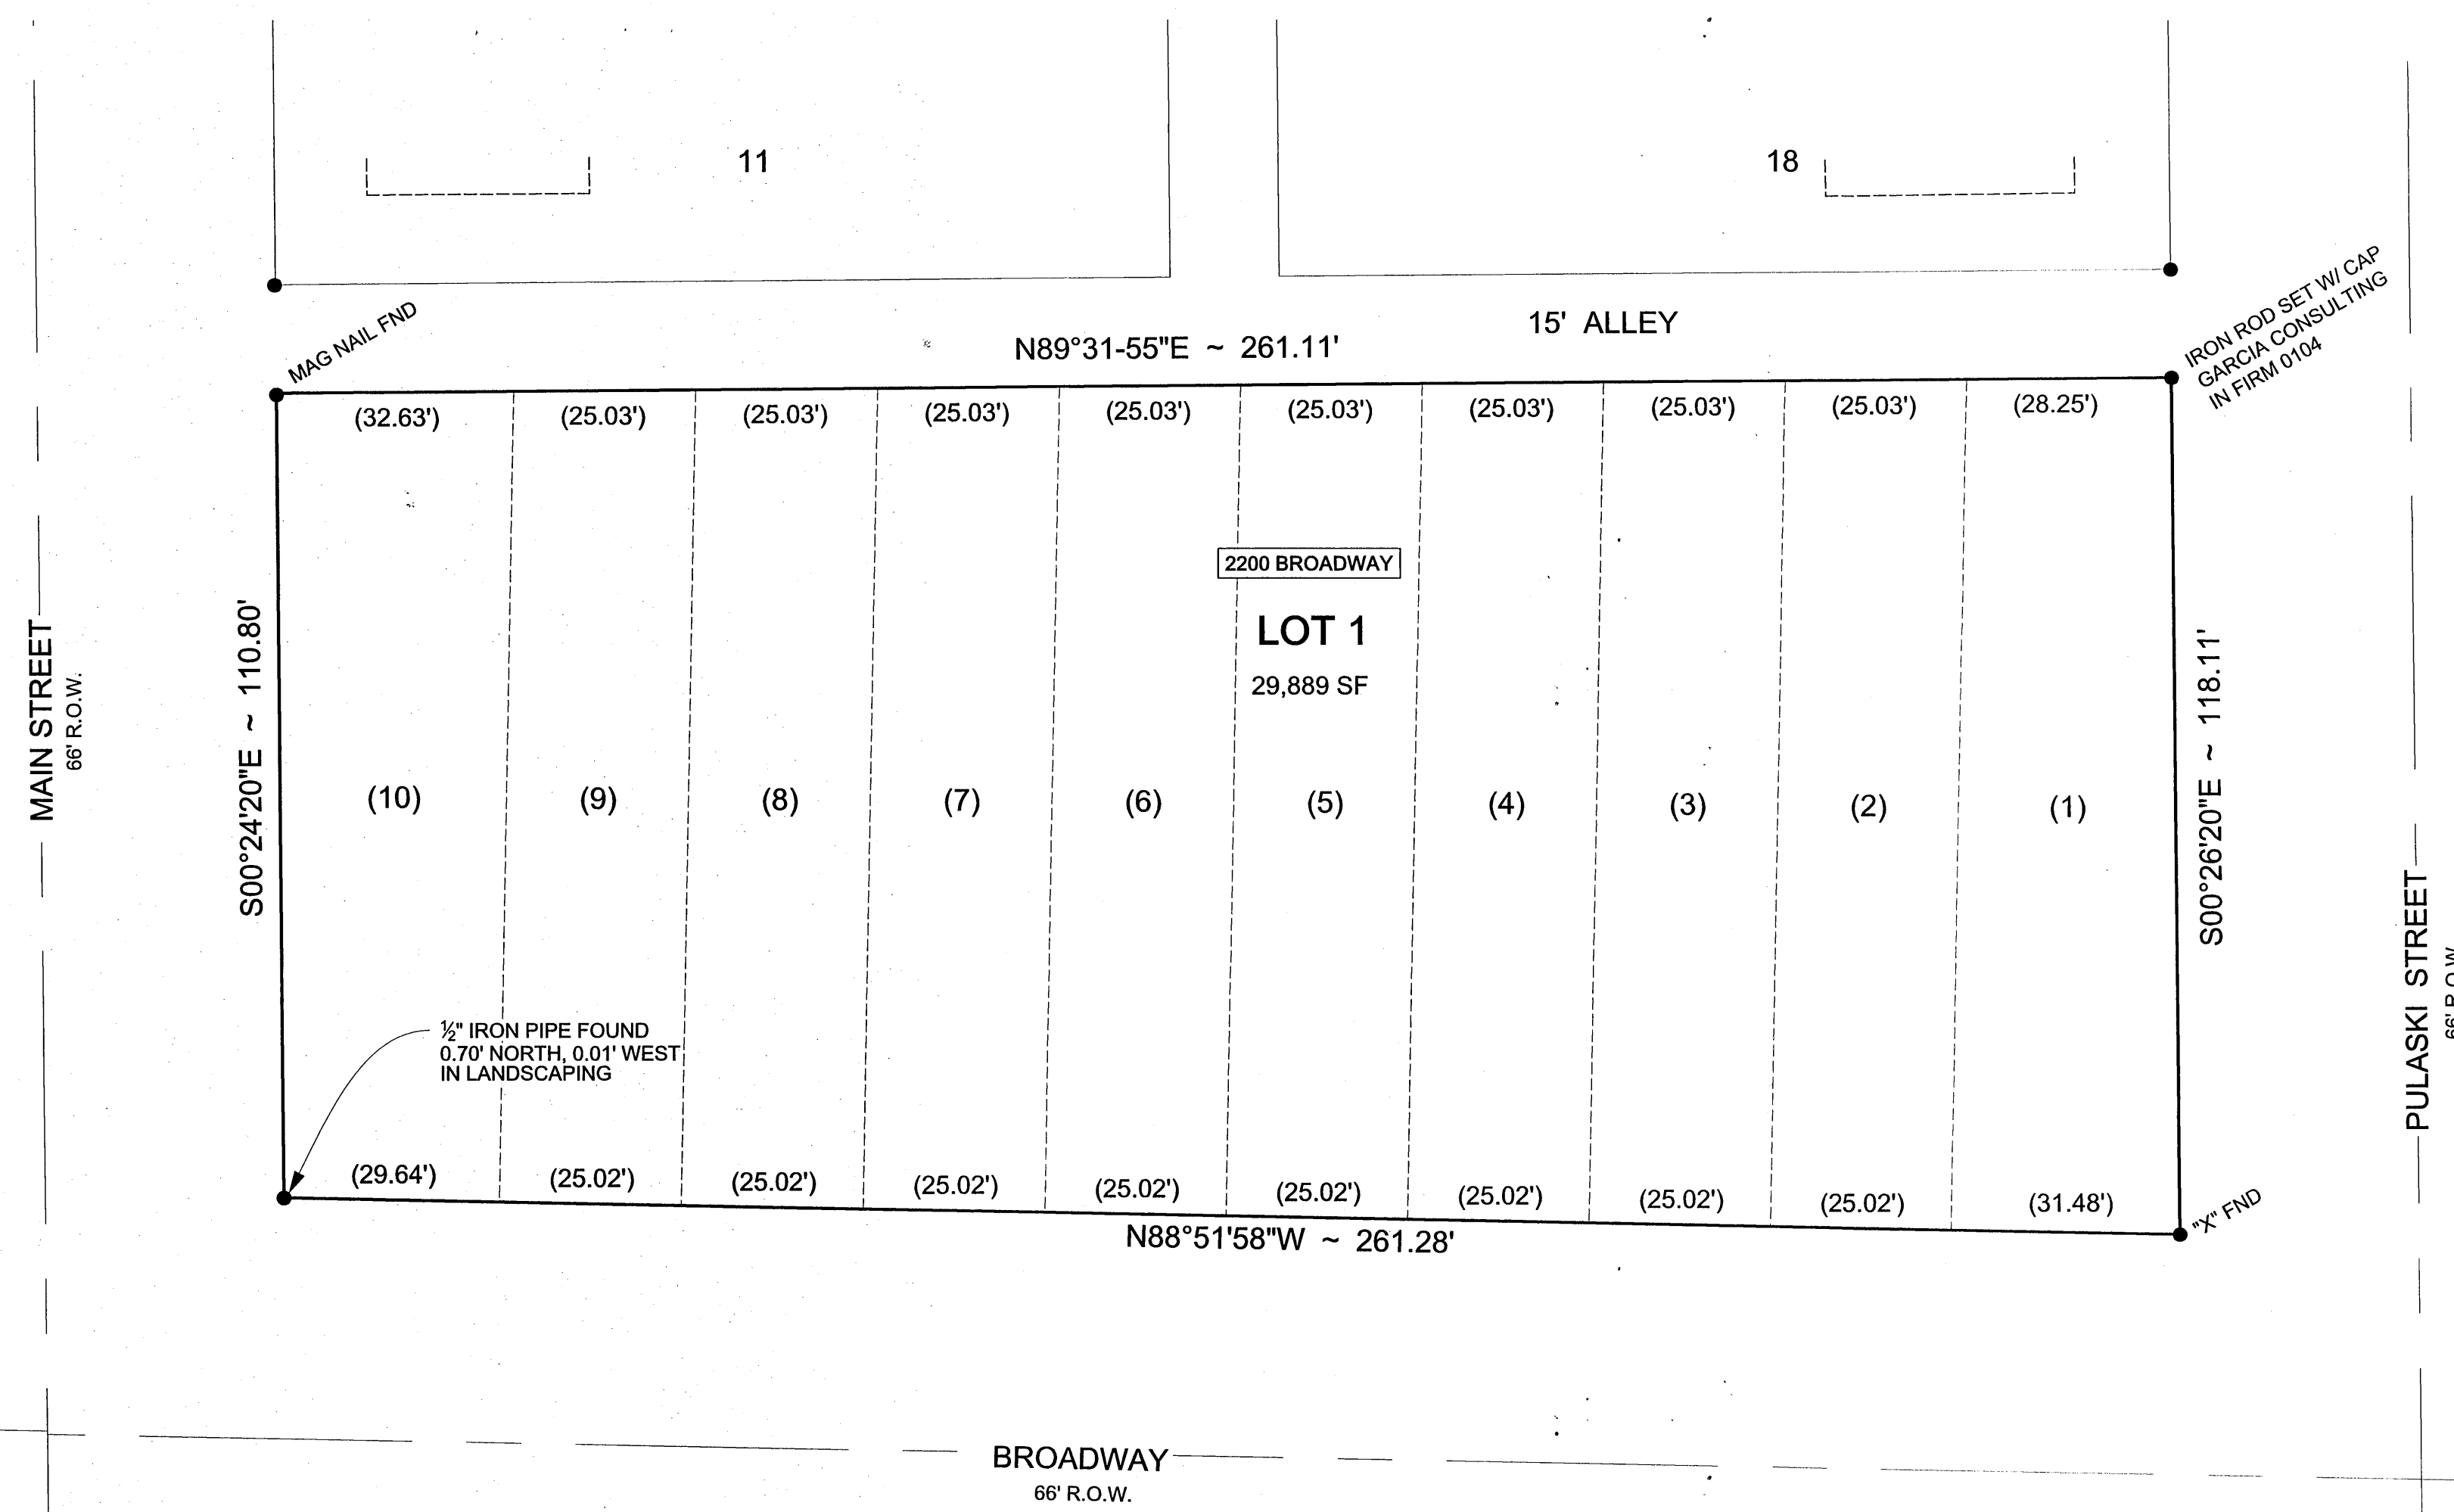 11
18
MAG NAIL FND
15' ALLEY
N89°31-55"E ~ 261.11'
IRON ROD SET W/ CAP
GARCIA CONSULTING
IN FIRM 0104
(32.63')
(25.03')
(25.03')
(25.03')
(25.03')
(25.03')
(25.03')
(25.03')
(25.03')
(28.25')
2200 BROADWAY
LOT 1
29,889 SF
MAIN STREET
66' R.O.W.
S00°24'20"E ~ 110.80'
(10)
(9)
(8)
(7)
(6)
(5)
(4)
(3)
(2)
(1)
S00°26'20"E ~ 118.11'
PULASKI STREET
66' R.O.W
½" IRON PIPE FOUND
0.70' NORTH, 0.01' WEST
IN LANDSCAPING
(29.64')
(25.02')
(25.02')
(25.02')
(25.02')
(25.02')
(25.02')
(25.02')
(25.02')
(31.48')
"X" FND
N88°51'58"W ~ 261.28'
BROADWAY
66' R.O.W.